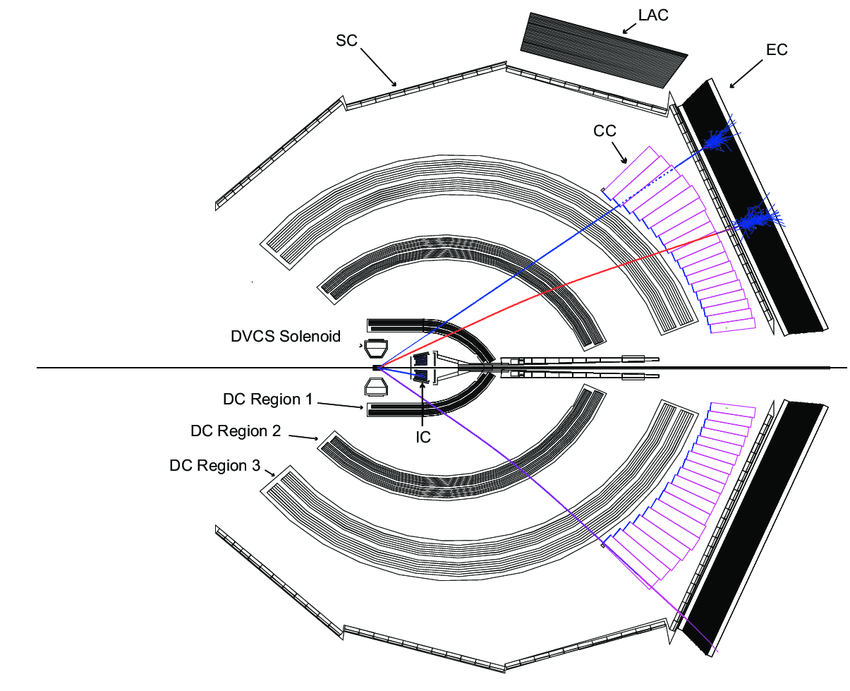 LAC
SC
EC
CC
DVCS Solenoid
DC Region 1
IC
DC Region 2
DC Region 3